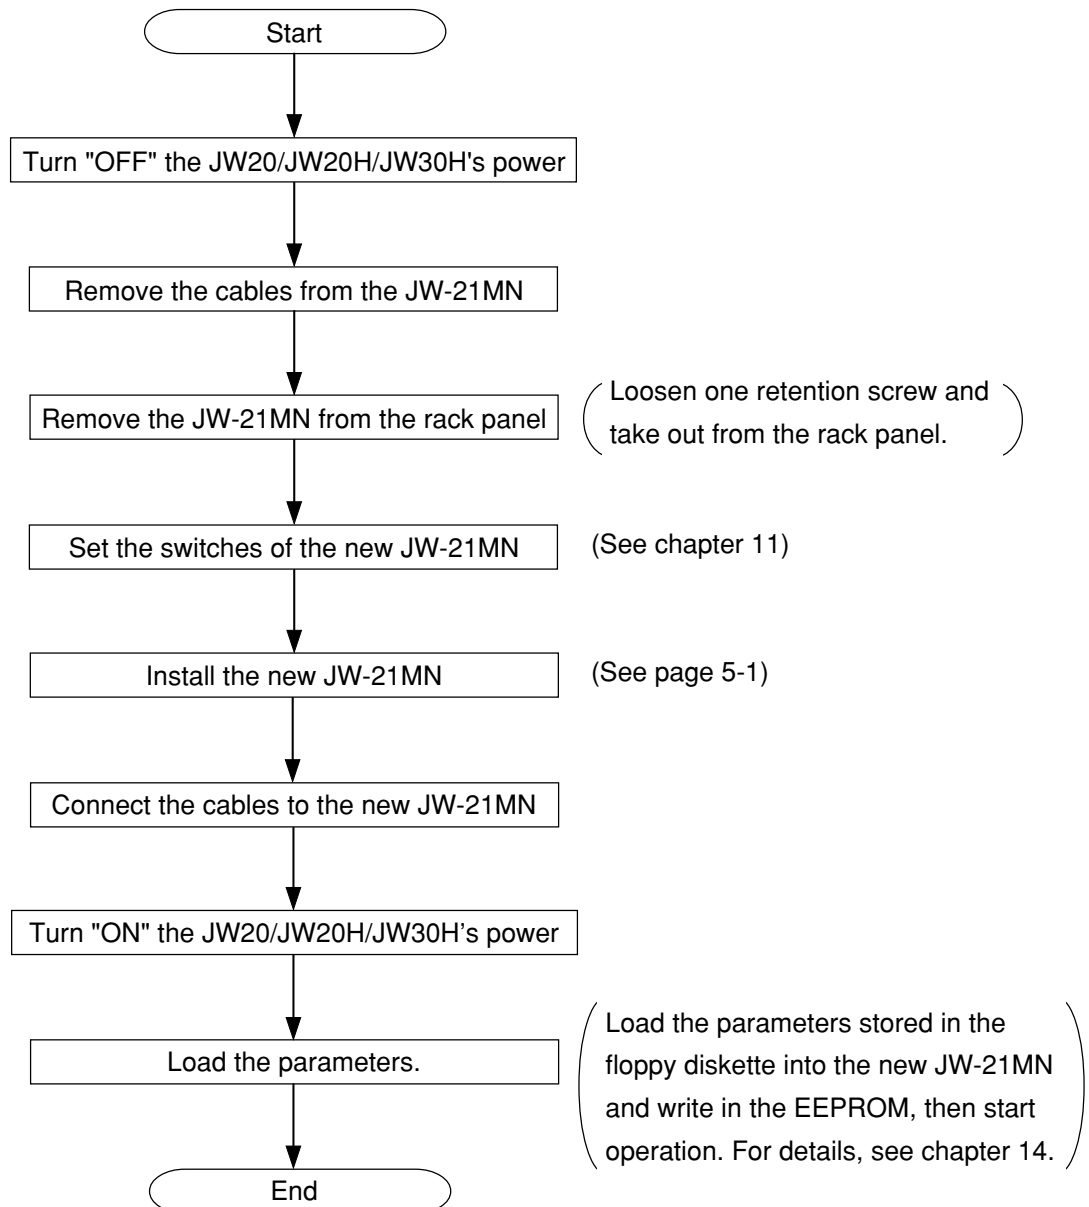 Start
Turn "OFF" the JW20/JW20H/JW30H's power
Remove the cables from the JW-21MN
Remove the JW-21MN from the rack panel
Loosen one retention screw and
take out from the rack panel.
Set the switches of the new JW-21MN
(See chapter 11)
Install the new JW-21MN
(See page 5-1)
Connect the cables to the new JW-21MN
Turn "ON" the JW20/JW20H/JW30H’s power
Load the parameters.
Load the parameters stored in the
floppy diskette into the new JW-21MN
and write in the EEPROM, then start
operation. For details, see chapter 14.
End